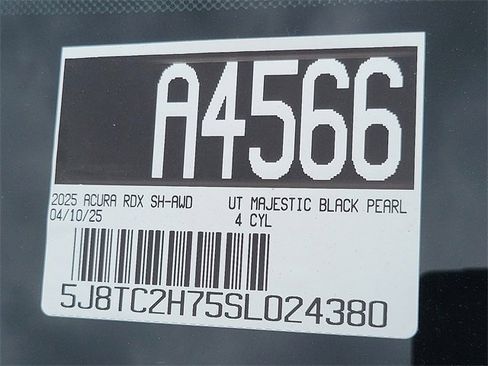 A4566
2025 ACURA RDX SH-AWD UT MAJESTIC BLACK PEARL
04/10/25 4 CYL
5J8TC2H75SL024380